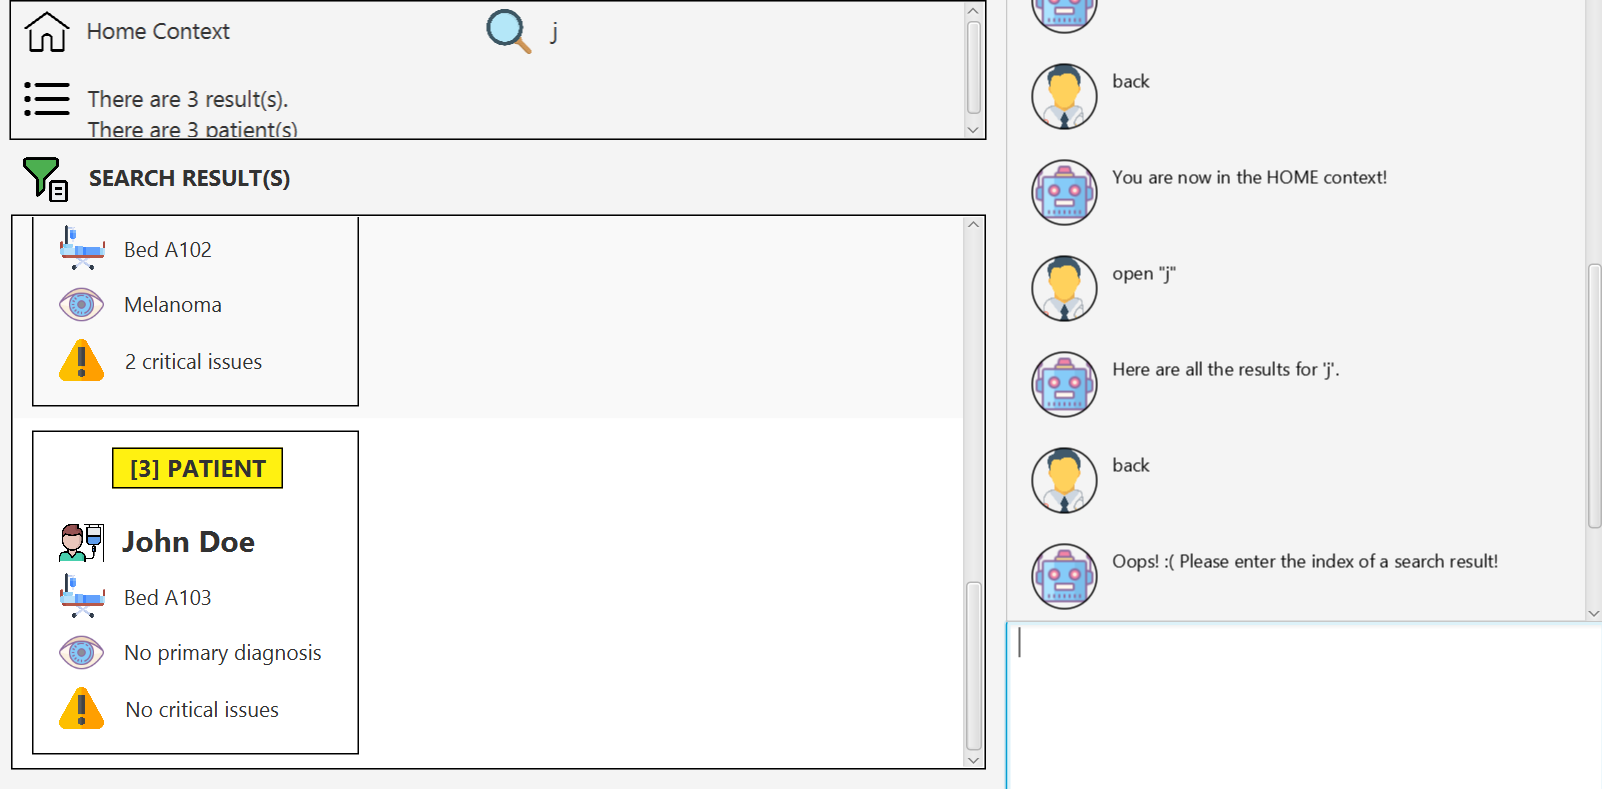 Home Context
j
There are 3 result(s).
There are 3 patient(s)
SEARCH RESULT(S)
Bed A102
Melanoma
2 critical issues
[3] PATIENT
John Doe
Bed A103
No primary diagnosis
No critical issues
back
You are now in the HOME context!
open "j"
Here are all the results for 'j'.
back
Oops! :( Please enter the index of a search result!